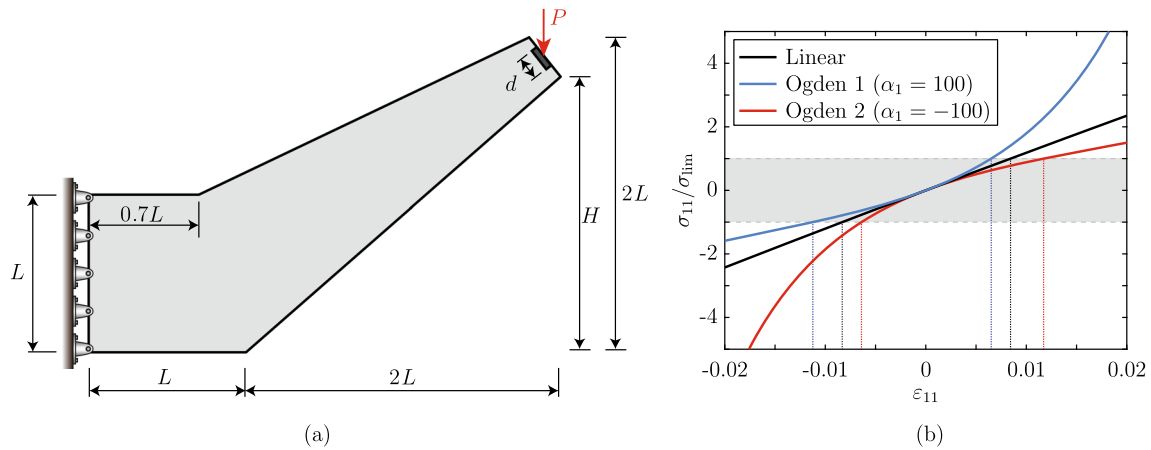 P
d
0.7L
L
H
2L
L
2L
(a)
Linear
Ogden 1 (α₁ = 100)
Ogden 2 (α₁ = −100)
4
2
0
-2
-4
σ₁₁/σ_lim
-0.02 -0.01 0 0.01 0.02
ε₁₁
(b)